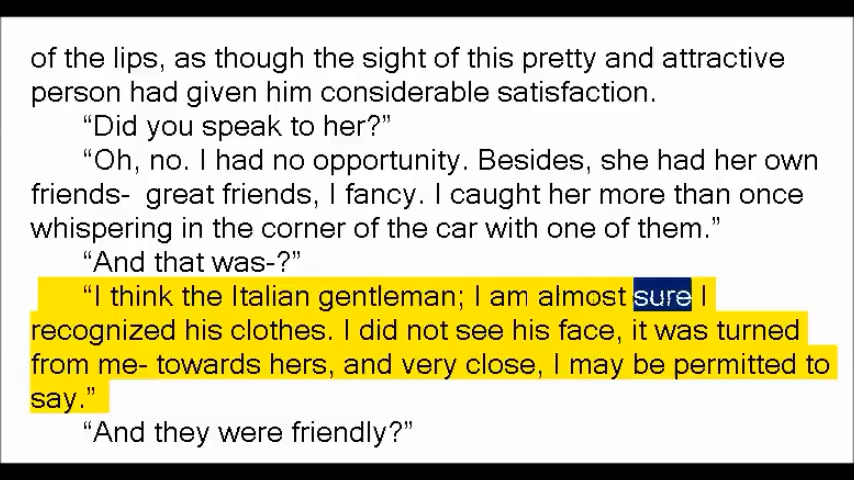 of the lips, as though the sight of this pretty and attractive
person had given him considerable satisfaction.
“Did you speak to her?”
“Oh, no. I had no opportunity. Besides, she had her own
friends-  great friends, I fancy. I caught her more than once
whispering in the corner of the car with one of them.”
“And that was-?”
“I think the Italian gentleman; I am almost sure I
recognized his clothes. I did not see his face, it was turned
from me- towards hers, and very close, I may be permitted to
say.”
“And they were friendly?”